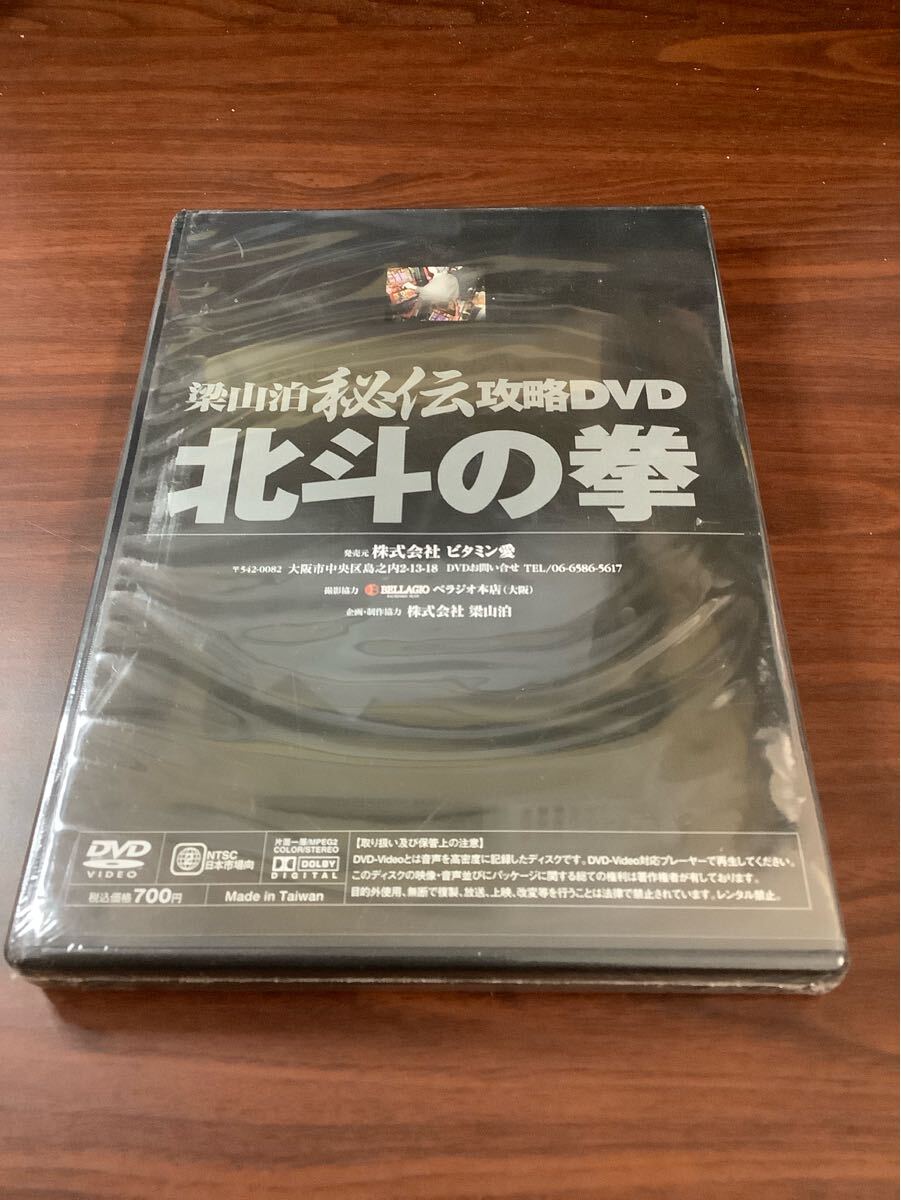 梁山泊秘伝攻略DVD
北斗の拳
発売元 株式会社 ビタミン愛
〒542-0082 大阪市中央区島之内2-13-18 DVDお問い合せ TEL/06-6586-5617
撮影協力 BELLAGIO ベラジオ本店(大阪)
企画・制作協力 株式会社 梁山泊
DVD
VIDEO
2 NTSC
日本市場向
片面一層/MPEG2
COLOR/STEREO
DOLBY
DIGITAL
税込価格700円
Made in Taiwan
【取り扱い及び保管上の注意】
DVD-Videoとは音声を高密度に記録したディスクです。DVD-Video対応プレーヤーで再生してください。
このディスクの映像・音声並びにパッケージに関する総ての権利は著作権者が有しております。
目的外使用、無断で複製、放送、上映、改変等を行うことは法律で禁止されています。レンタル禁止。